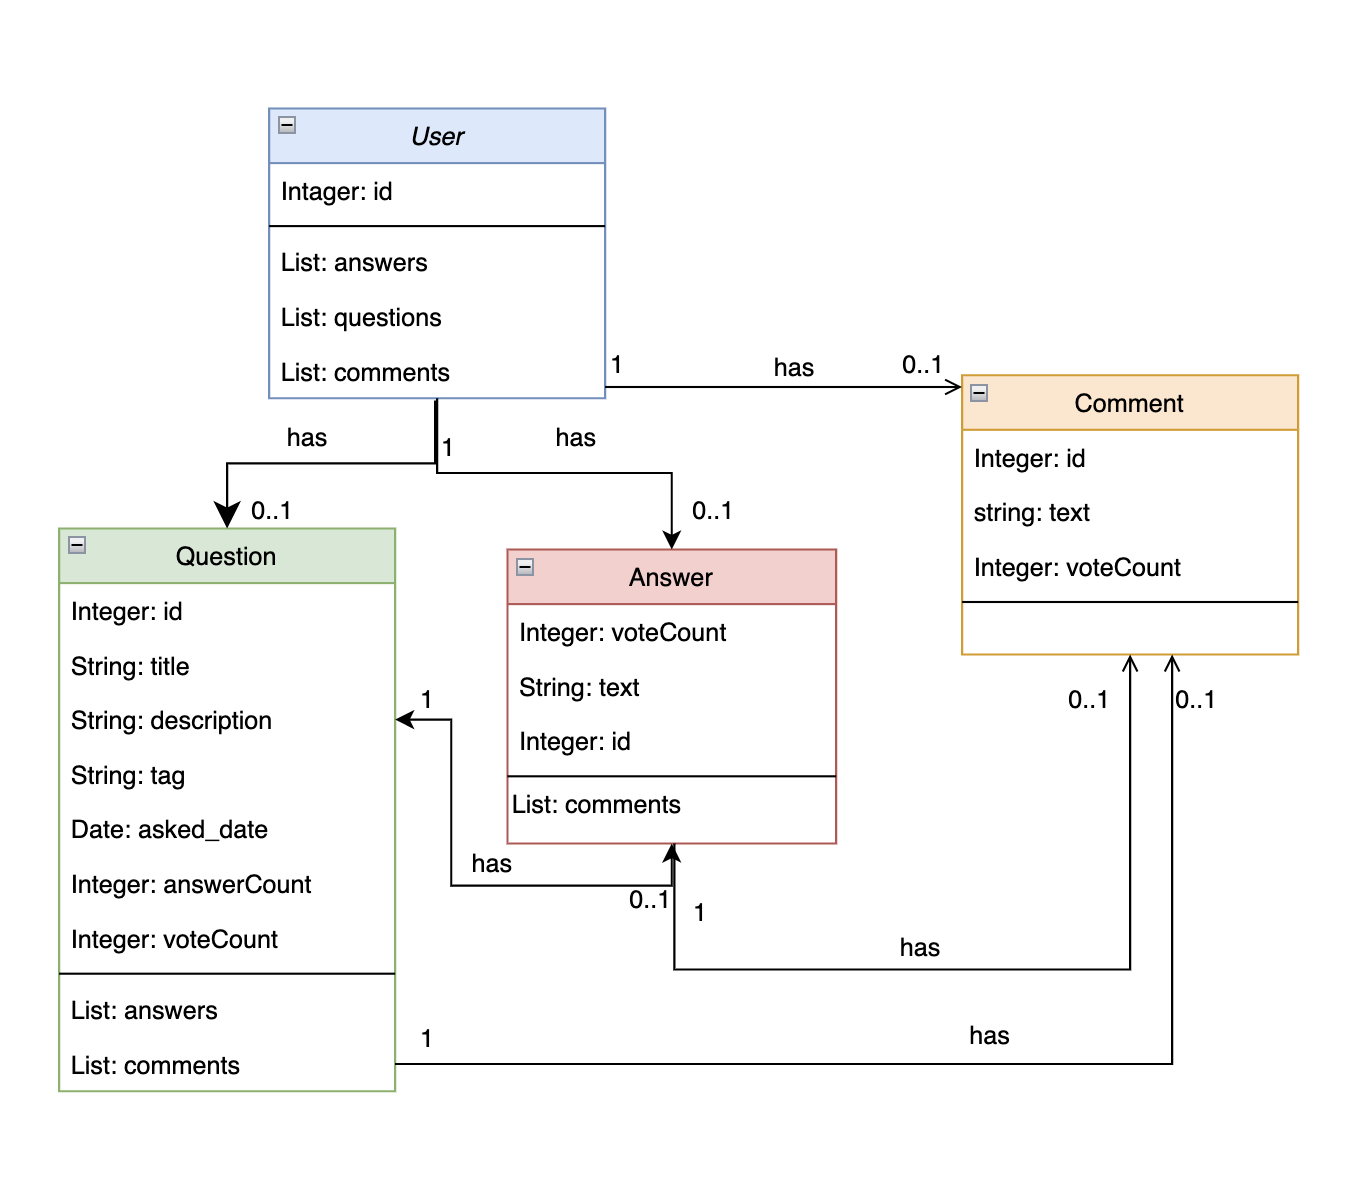 User
Intager: id
List: answers
List: questions
List: comments
1
has
0..1
has
1
has
0..1
0..1
Comment
Integer: id
string: text
Integer: voteCount
0..1
0..1
Question
Integer: id
String: title
String: description
String: tag
Date: asked_date
Integer: answerCount
Integer: voteCount
List: answers
List: comments
Answer
Integer: voteCount
String: text
Integer: id
List: comments
1
has
0..1
1
has
1
has